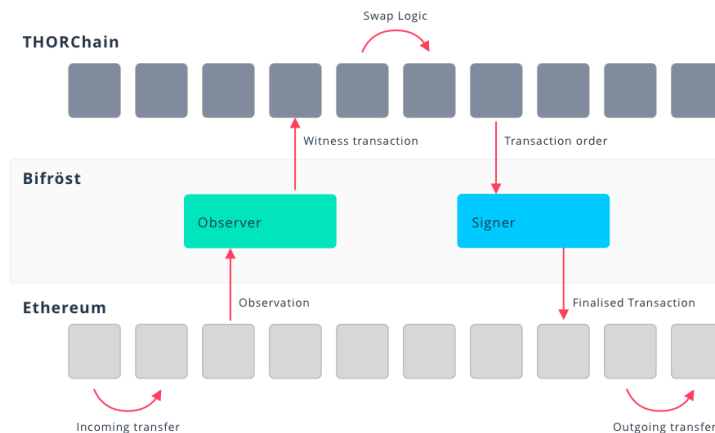 Swap Logic
THORChain
Witness transaction
Transaction order
Bifröst
Observer
Signer
Observation
Finalised Transaction
Ethereum
Incoming transfer
Outgoing transfer